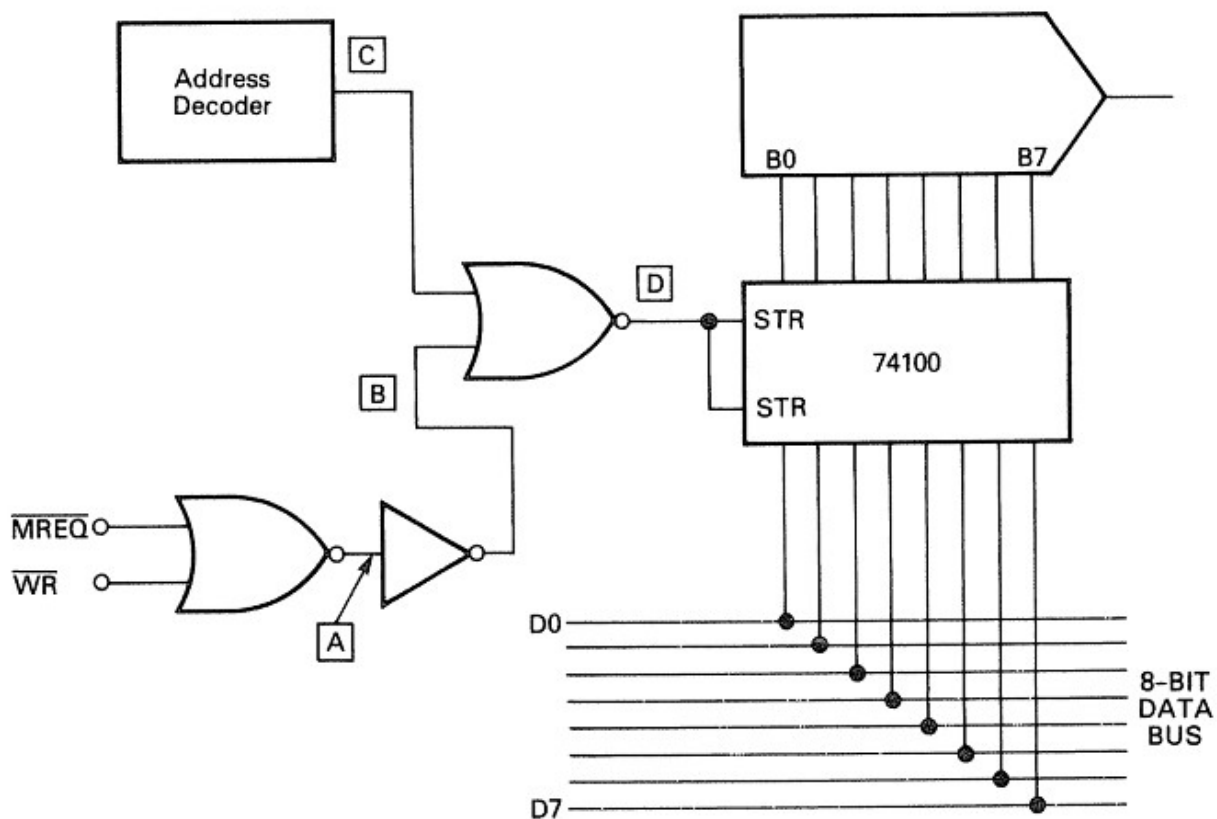 Address
Decoder
C
B0
B7
D
STR
74100
STR
B
MREQ
WR
A
D0
8-BIT
DATA
BUS
D7